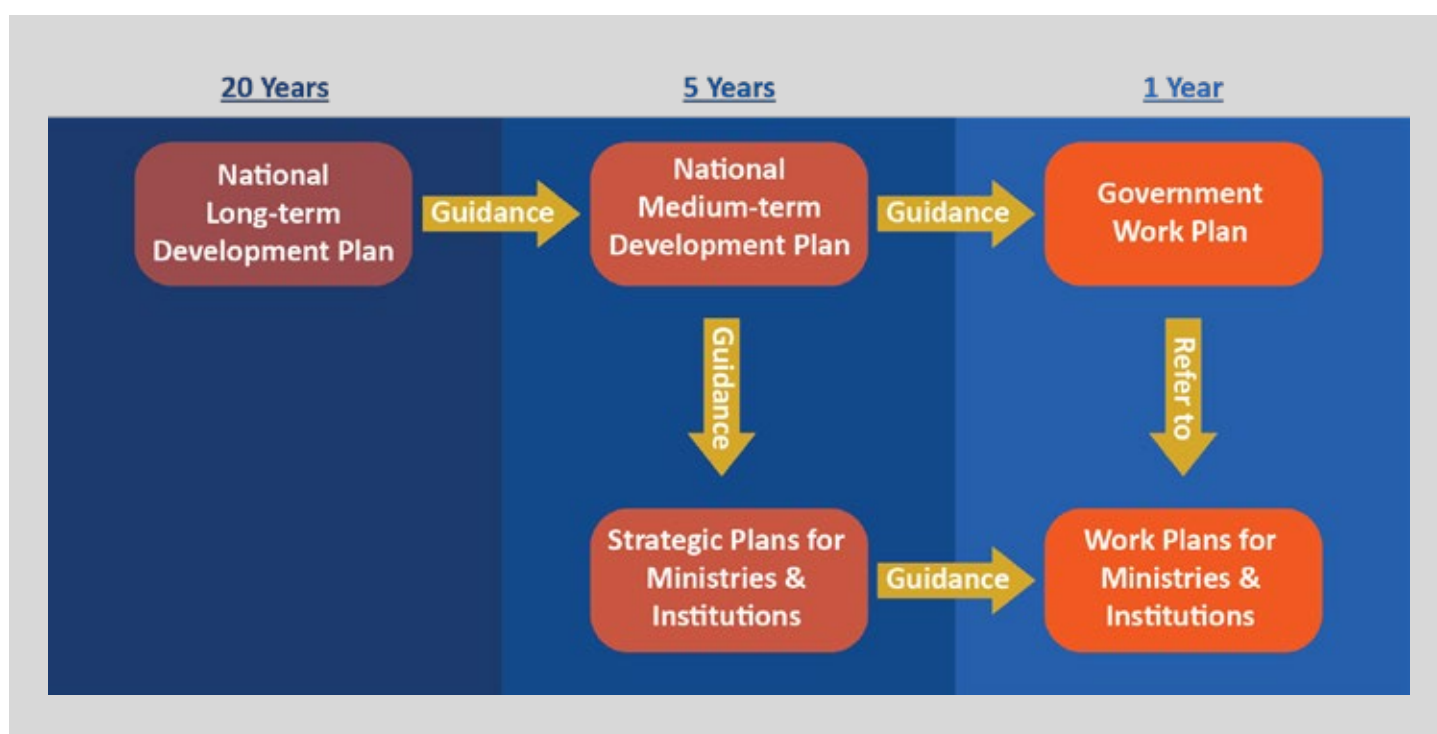 20 Years
5 Years
1 Year
National
Long-term
Development Plan
Guidance
National
Medium-term
Development Plan
Guidance
Government
Work Plan
Guidance
Refer to
Strategic Plans for
Ministries &
Institutions
Guidance
Work Plans for
Ministries &
Institutions